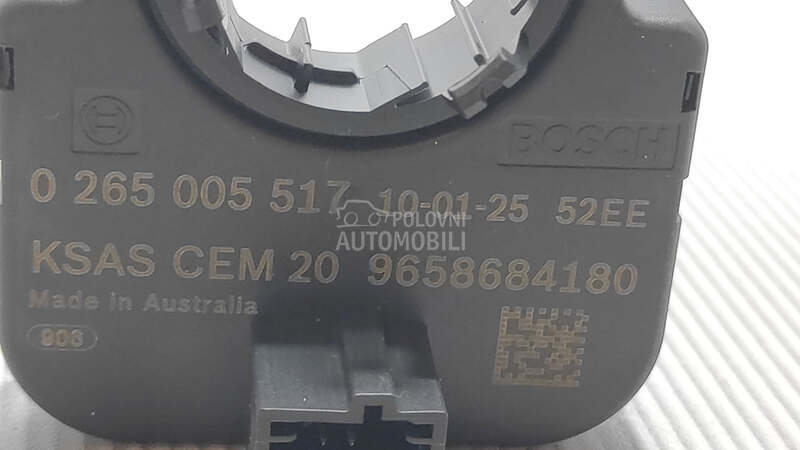 BOSCH
0 265 005 517 10-01-25 52EE
POLOVNI
AUTOMOBILI
KSAS CEM 20 9658684180
Made in Australia
906